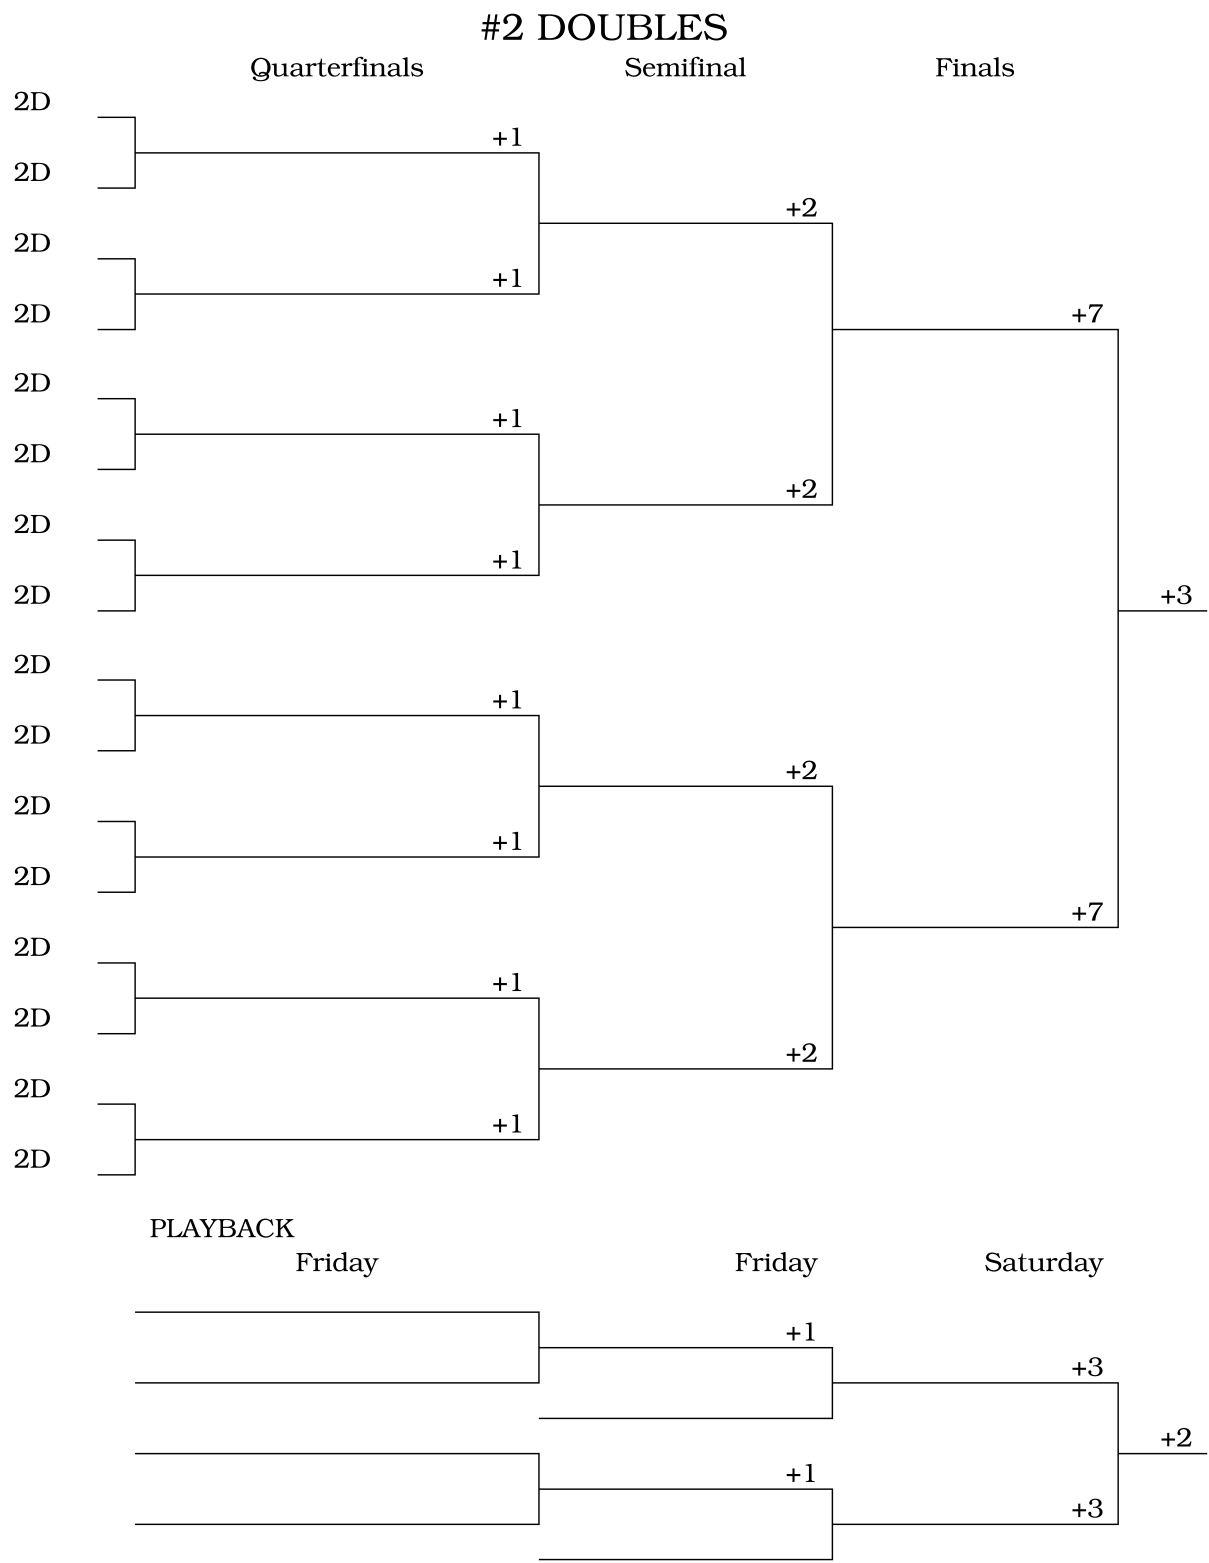 #2 DOUBLES
Quarterfinals Semifinal Finals
2D
+1
2D
+2
2D
+1
2D
+7
2D
+1
2D
+2
2D
+1
2D
+3
2D
+1
2D
+2
2D
+1
2D
+7
2D
+1
2D
+2
2D
+1
2D
PLAYBACK
Friday Friday Saturday
+1
+3
+2
+1
+3